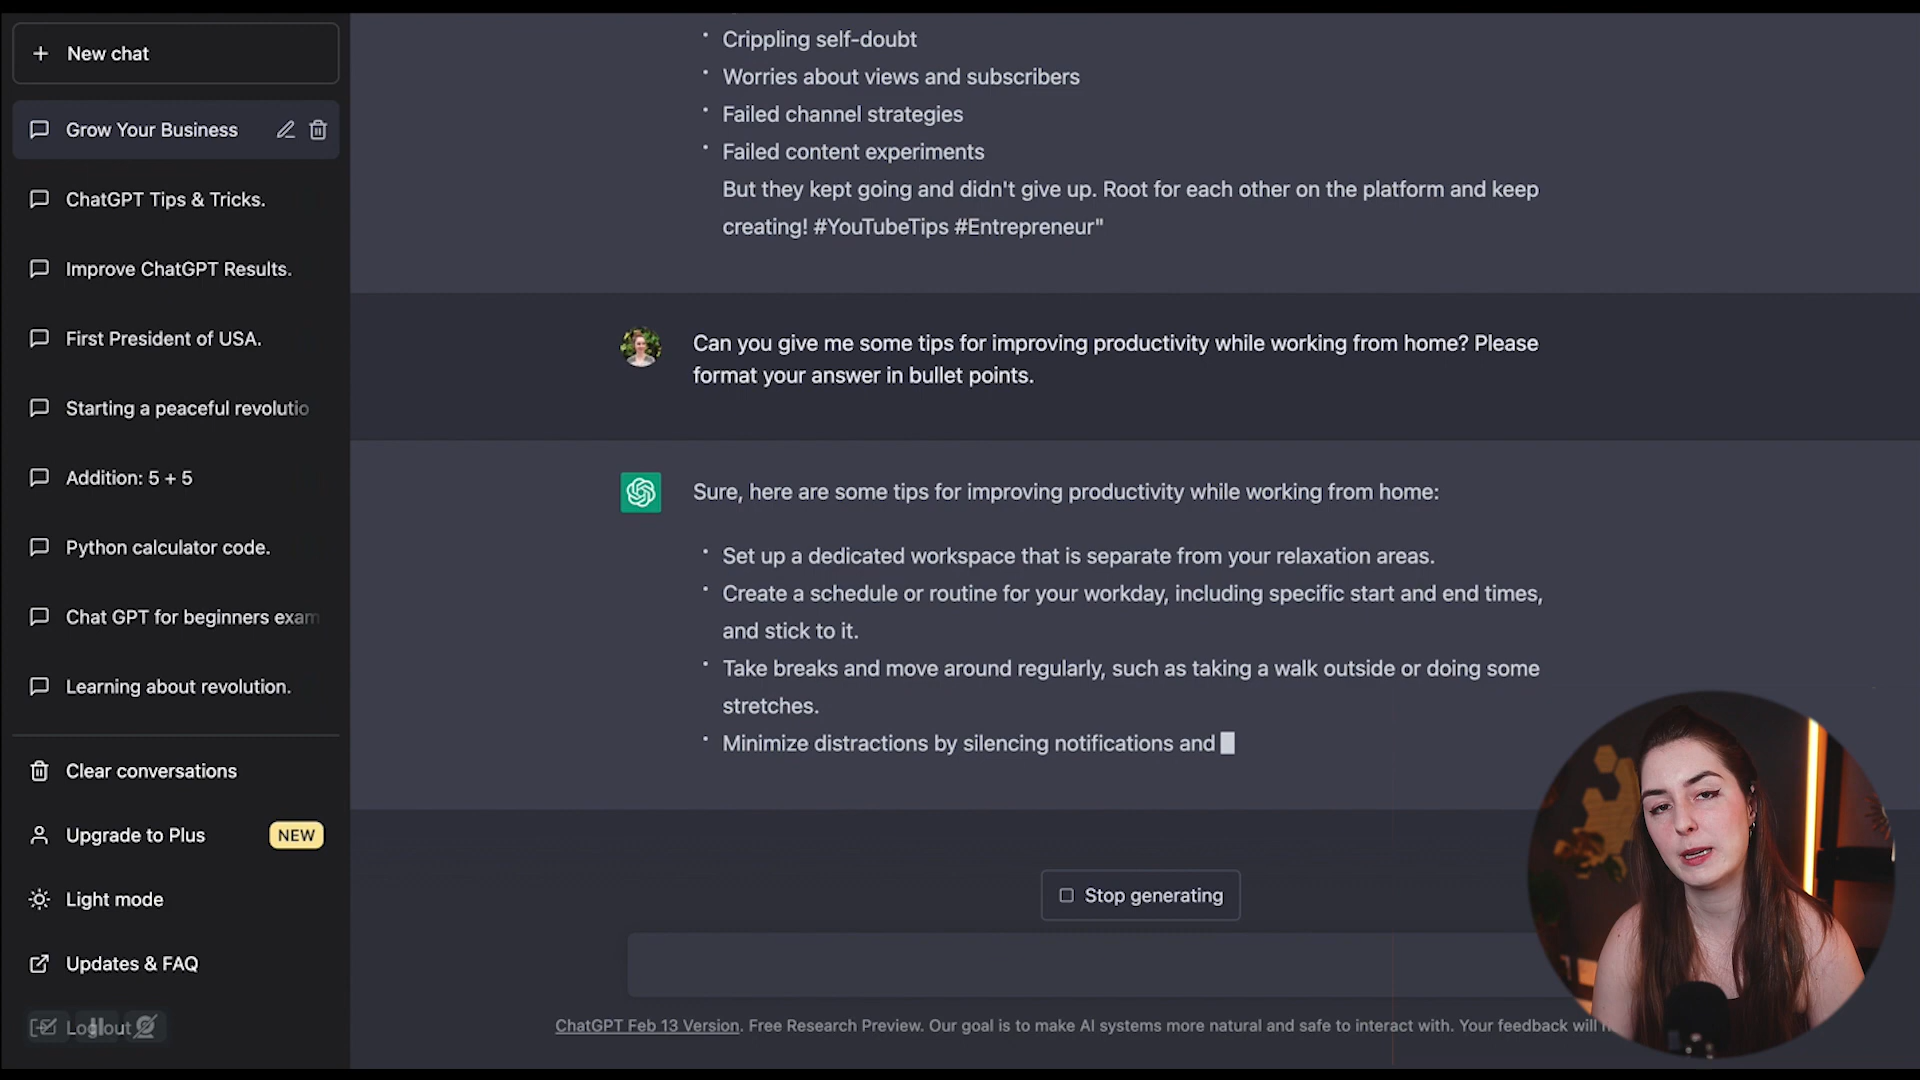 New chat
Grow Your Business
ChatGPT Tips & Tricks.
Improve ChatGPT Results.
First President of USA.
Starting a peaceful revolutio
Addition: 5 + 5
Python calculator code.
Chat GPT for beginners exam
Learning about revolution.
Clear conversations
Upgrade to Plus NEW
Light mode
Updates & FAQ
Log out
• Crippling self-doubt
• Worries about views and subscribers
• Failed channel strategies
• Failed content experiments
But they kept going and didn't give up. Root for each other on the platform and keep
creating! #YouTubeTips #Entrepreneur"
Can you give me some tips for improving productivity while working from home? Please
format your answer in bullet points.
Sure, here are some tips for improving productivity while working from home:
• Set up a dedicated workspace that is separate from your relaxation areas.
• Create a schedule or routine for your workday, including specific start and end times,
and stick to it.
• Take breaks and move around regularly, such as taking a walk outside or doing some
stretches.
• Minimize distractions by silencing notifications and
Stop generating
ChatGPT Feb 13 Version. Free Research Preview. Our goal is to make AI systems more natural and safe to interact with. Your feedback will